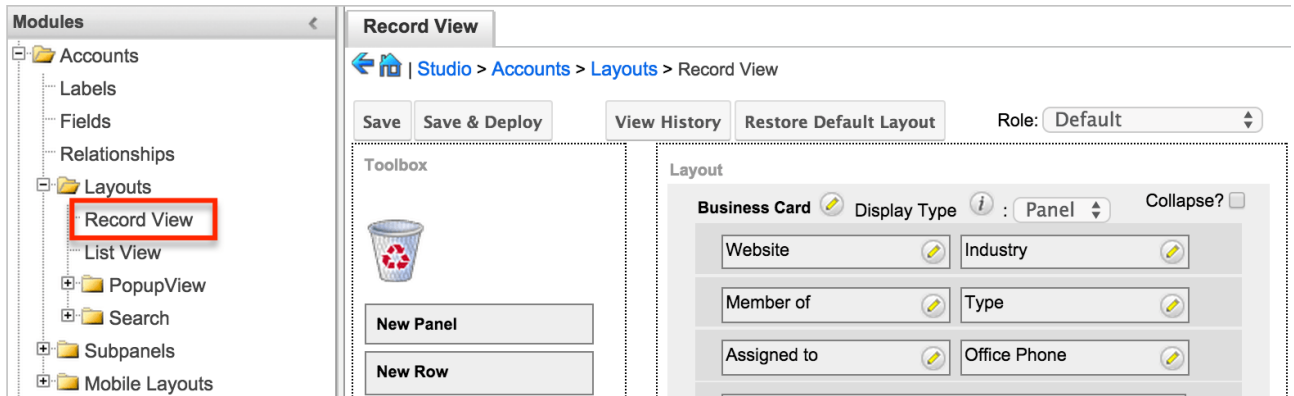 Modules
Accounts
Labels
Fields
Relationships
Layouts
Record View
List View
PopupView
Search
Subpanels
Mobile Layouts
Record View
| Studio > Accounts > Layouts > Record View
Save Save & Deploy View History Restore Default Layout Role: Default
Toolbox
New Panel
New Row
Layout
Business Card Display Type i : Panel Collapse?
Website Industry
Member of Type
Assigned to Office Phone